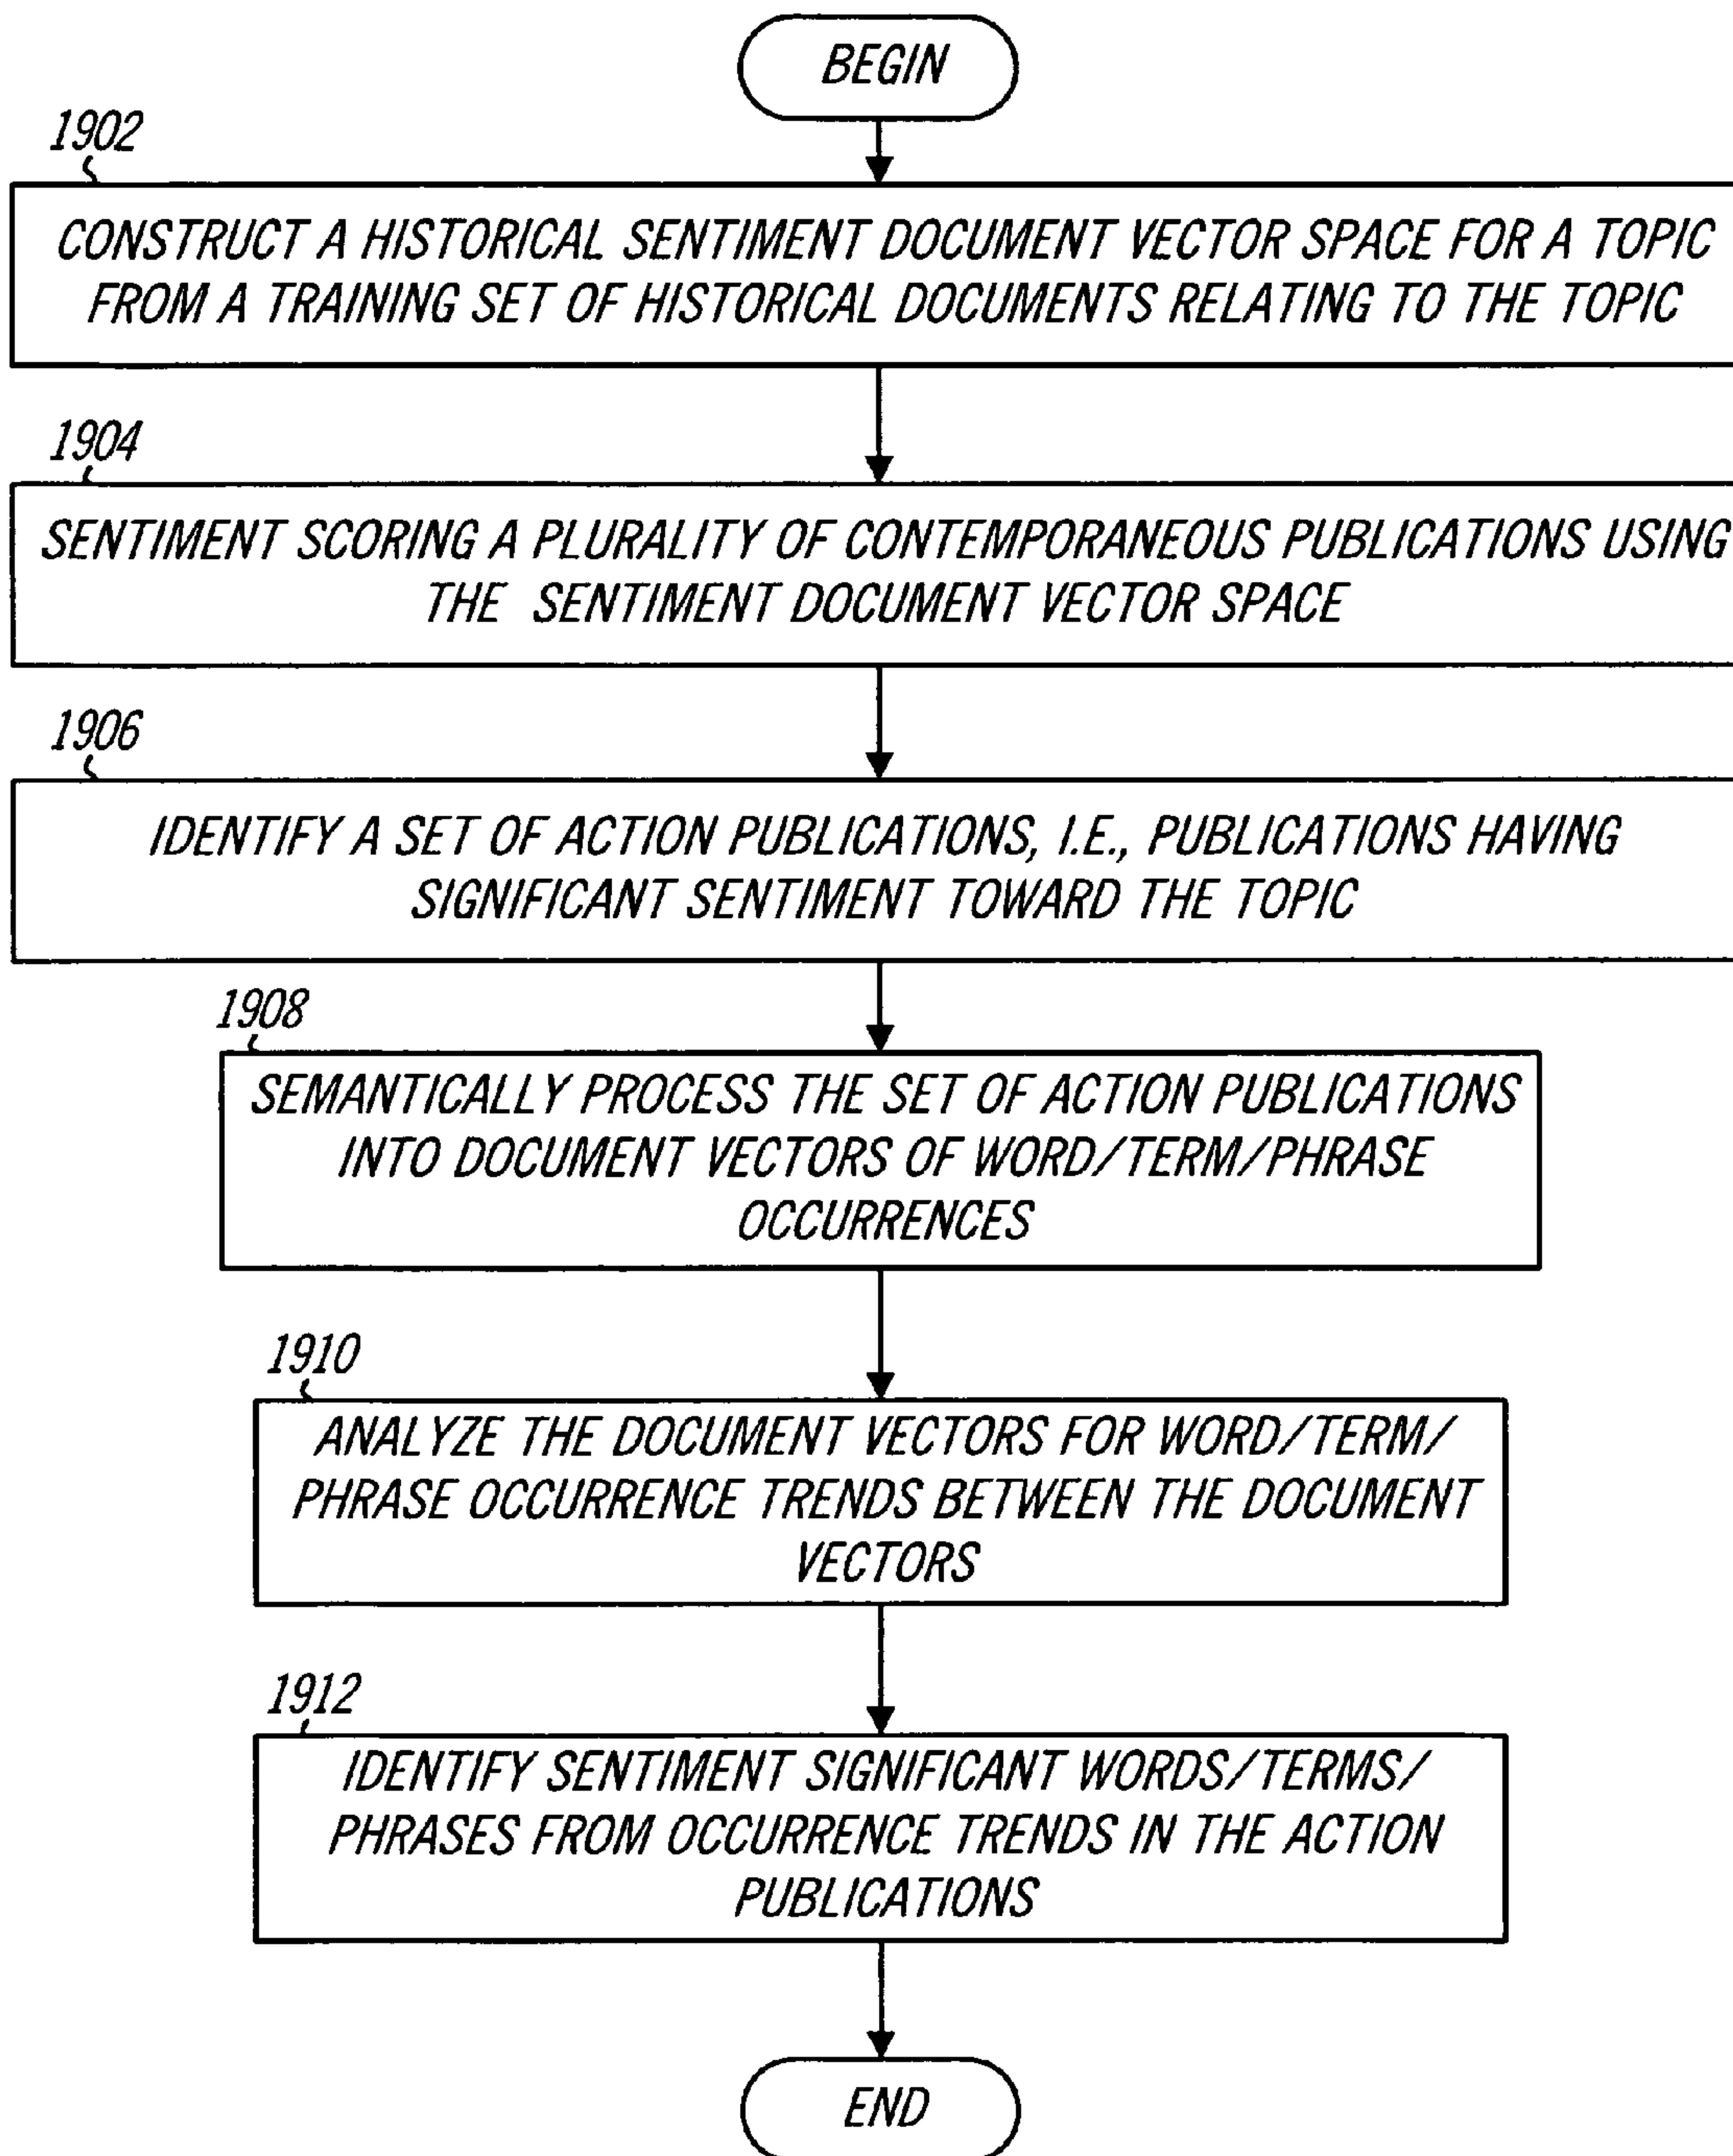 BEGIN
1902
CONSTRUCT A HISTORICAL SENTIMENT DOCUMENT VECTOR SPACE FOR A TOPIC
FROM A TRAINING SET OF HISTORICAL DOCUMENTS RELATING TO THE TOPIC
1904
SENTIMENT SCORING A PLURALITY OF CONTEMPORANEOUS PUBLICATIONS USING
THE SENTIMENT DOCUMENT VECTOR SPACE
1906
IDENTIFY A SET OF ACTION PUBLICATIONS, I.E., PUBLICATIONS HAVING
SIGNIFICANT SENTIMENT TOWARD THE TOPIC
1908
SEMANTICALLY PROCESS THE SET OF ACTION PUBLICATIONS
INTO DOCUMENT VECTORS OF WORD/TERM/PHRASE
OCCURRENCES
1910
ANALYZE THE DOCUMENT VECTORS FOR WORD/TERM/
PHRASE OCCURRENCE TRENDS BETWEEN THE DOCUMENT
VECTORS
1912
IDENTIFY SENTIMENT SIGNIFICANT WORDS/TERMS/
PHRASES FROM OCCURRENCE TRENDS IN THE ACTION
PUBLICATIONS
END